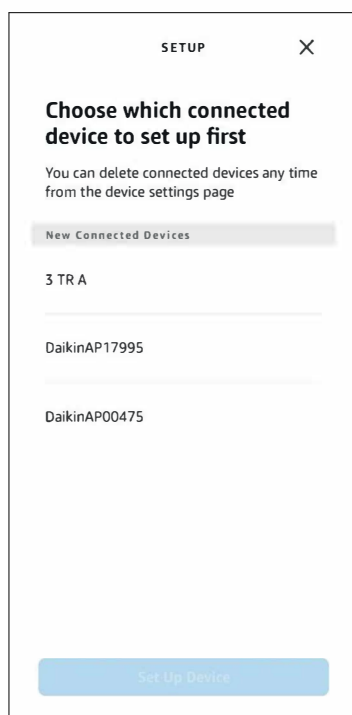 SETUP
Choose which connected
device to set up first
You can delete connected devices any time
from the device settings page
New Connected Devices
3 TR A
DaikinAP17995
DaikinAP00475
Set Up Device